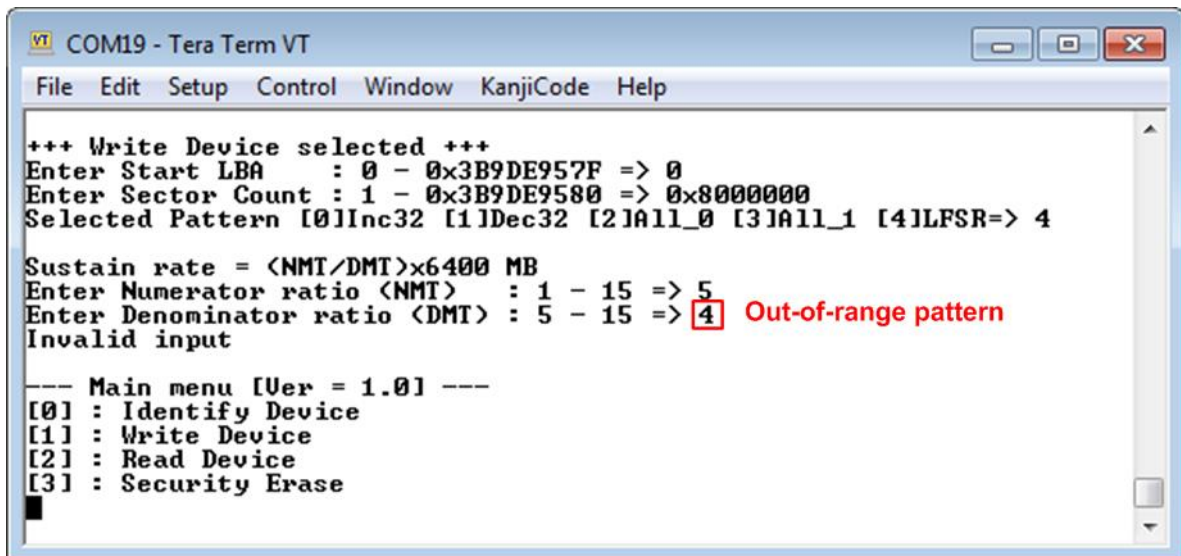 COM19 - Tera Term VT
File Edit Setup Control Window KanjiCode Help
+++ Write Device selected +++
Enter Start LBA : 0 - 0x3B9DE957F => 0
Enter Sector Count : 1 - 0x3B9DE9580 => 0x8000000
Selected Pattern [0]Inc32 [1]Dec32 [2]All_0 [3]All_1 [4]LFSR=> 4
Sustain rate = (NMT/DMT)x6400 MB
Enter Numerator ratio (NMT) : 1 - 15 => 5
Enter Denominator ratio (DMT) : 5 - 15 => 4 Out-of-range pattern
Invalid input
--- Main menu [Ver = 1.0] ---
[0] : Identify Device
[1] : Write Device
[2] : Read Device
[3] : Security Erase